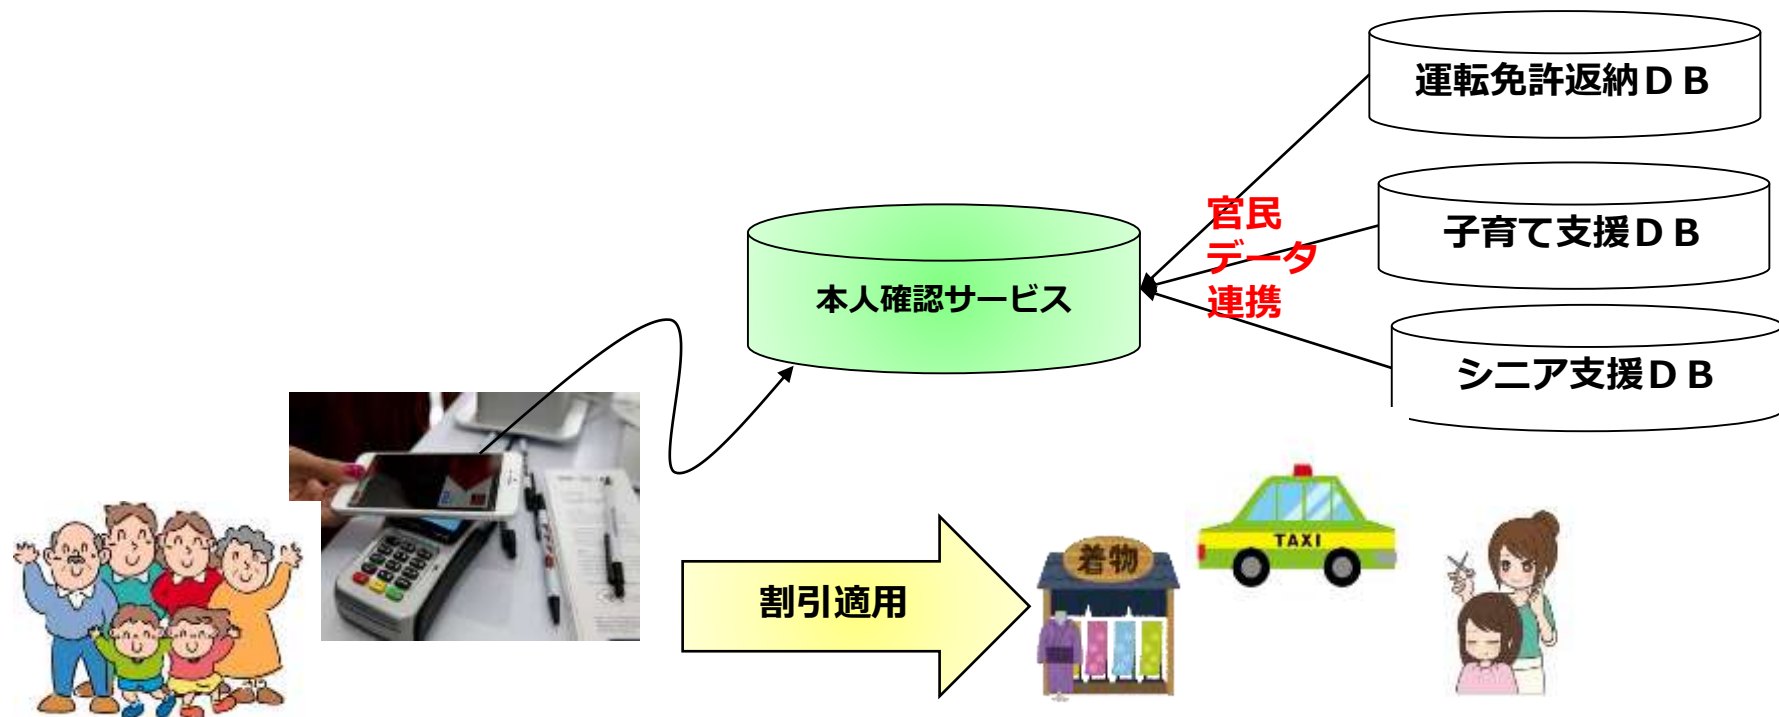 運転免許返納ＤＢ
子育て支援ＤＢ
シニア支援ＤＢ
官民
データ
連携
本人確認サービス
割引適用
着物
TAXI